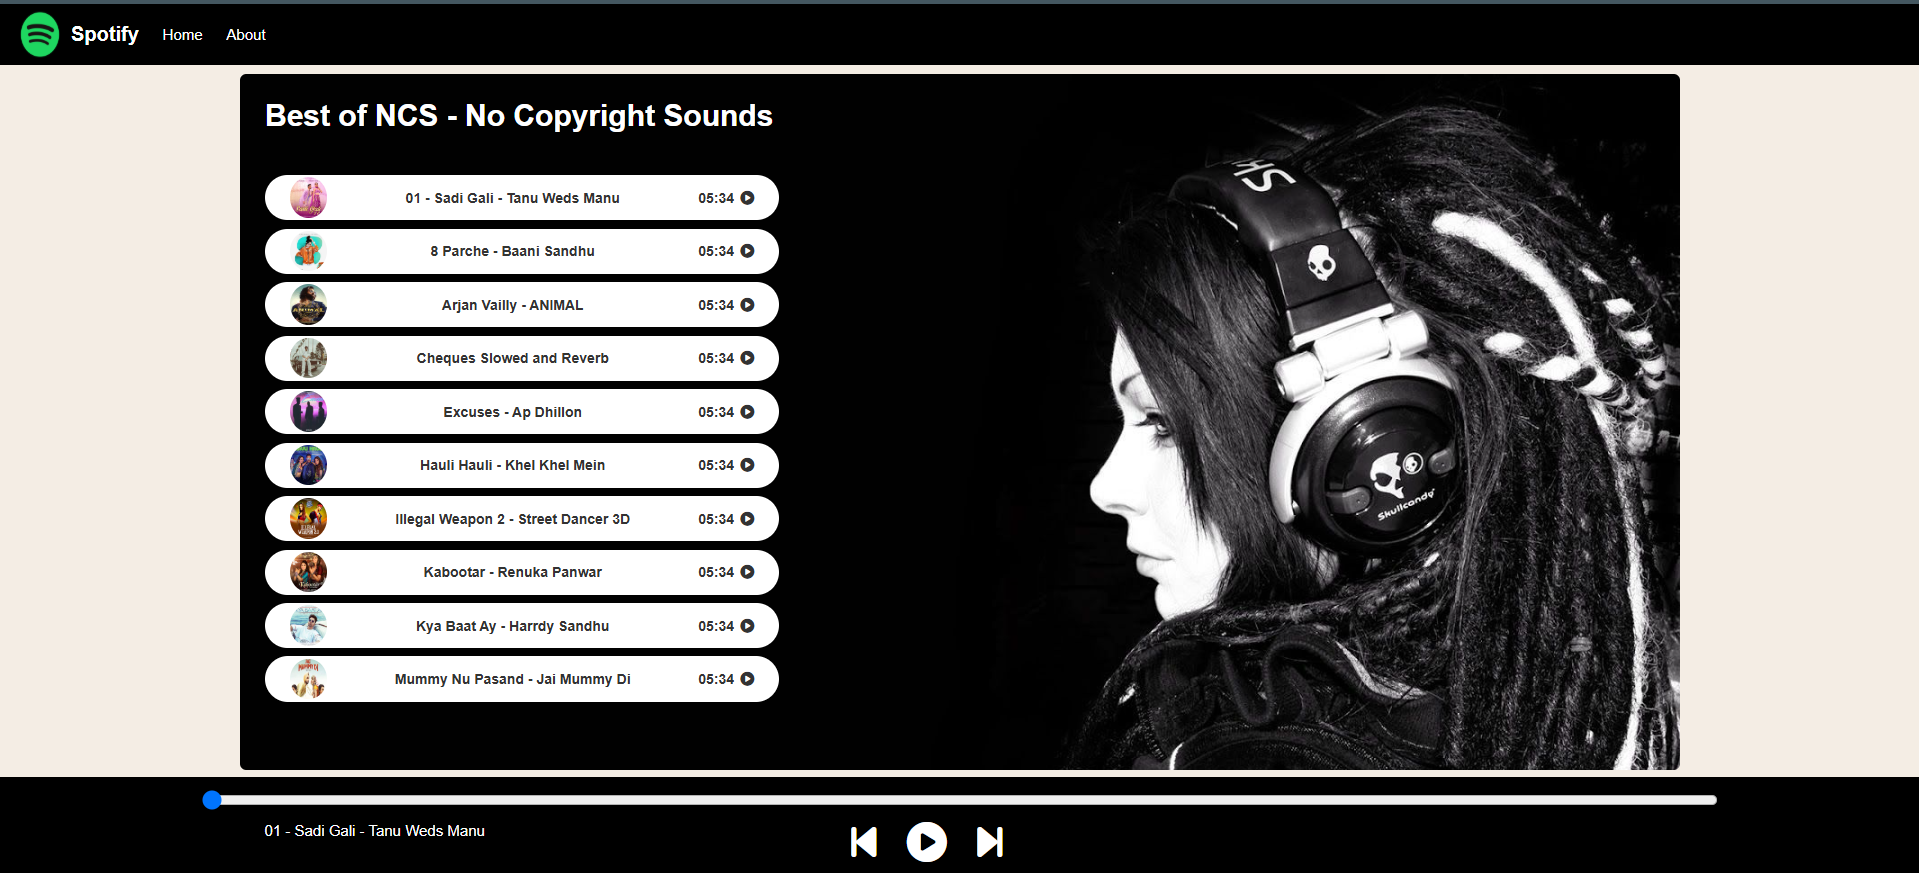 Spotify Home About
Best of NCS - No Copyright Sounds
01 - Sadi Gali - Tanu Weds Manu 05:34
8 Parche - Baani Sandhu 05:34
Arjan Vailly - ANIMAL 05:34
Cheques Slowed and Reverb 05:34
Excuses - Ap Dhillon 05:34
Hauli Hauli - Khel Khel Mein 05:34
Illegal Weapon 2 - Street Dancer 3D 05:34
Kabootar - Renuka Panwar 05:34
Kya Baat Ay - Harrdy Sandhu 05:34
Mummy Nu Pasand - Jai Mummy Di 05:34
Skullcandy
01 - Sadi Gali - Tanu Weds Manu